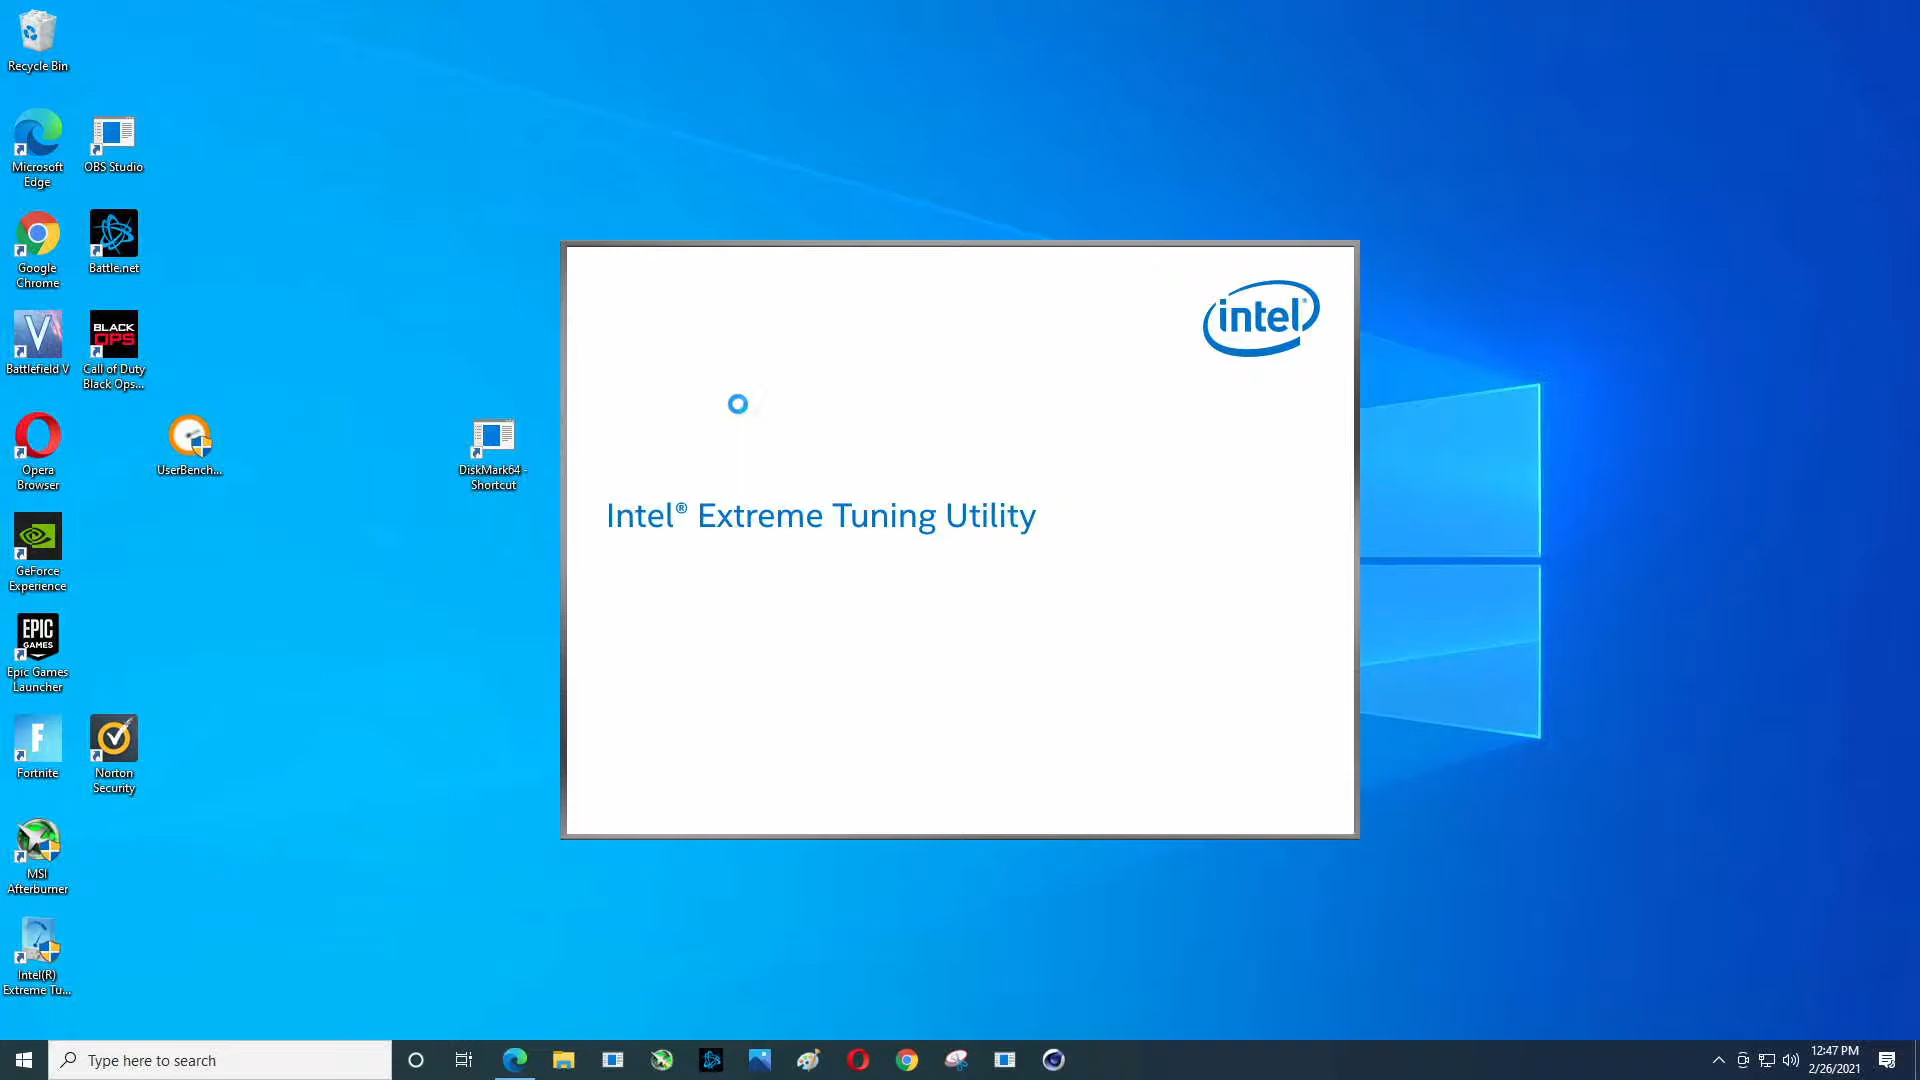 Recycle Bin
Microsoft
Edge
OBS Studio
Google
Chrome
Battle.net
V
Battlefield V
BLACK
OPS
Call of Duty
Black Ops...
Opera
Browser
UserBench...
DiskMark64 -
Shortcut
GeForce
Experience
EPIC
GAMES
Epic Games
Launcher
F
Fortnite
Norton
Security
MSI
Afterburner
Intel(R)
Extreme Tu...
intel®
Intel® Extreme Tuning Utility
Type here to search
12:47 PM
2/26/2021